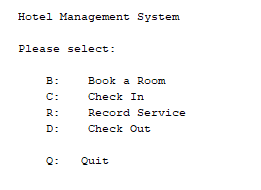 Hotel Management System
Please select:
B: Book a Room
C: Check In
R: Record Service
D: Check Out
Q: Quit